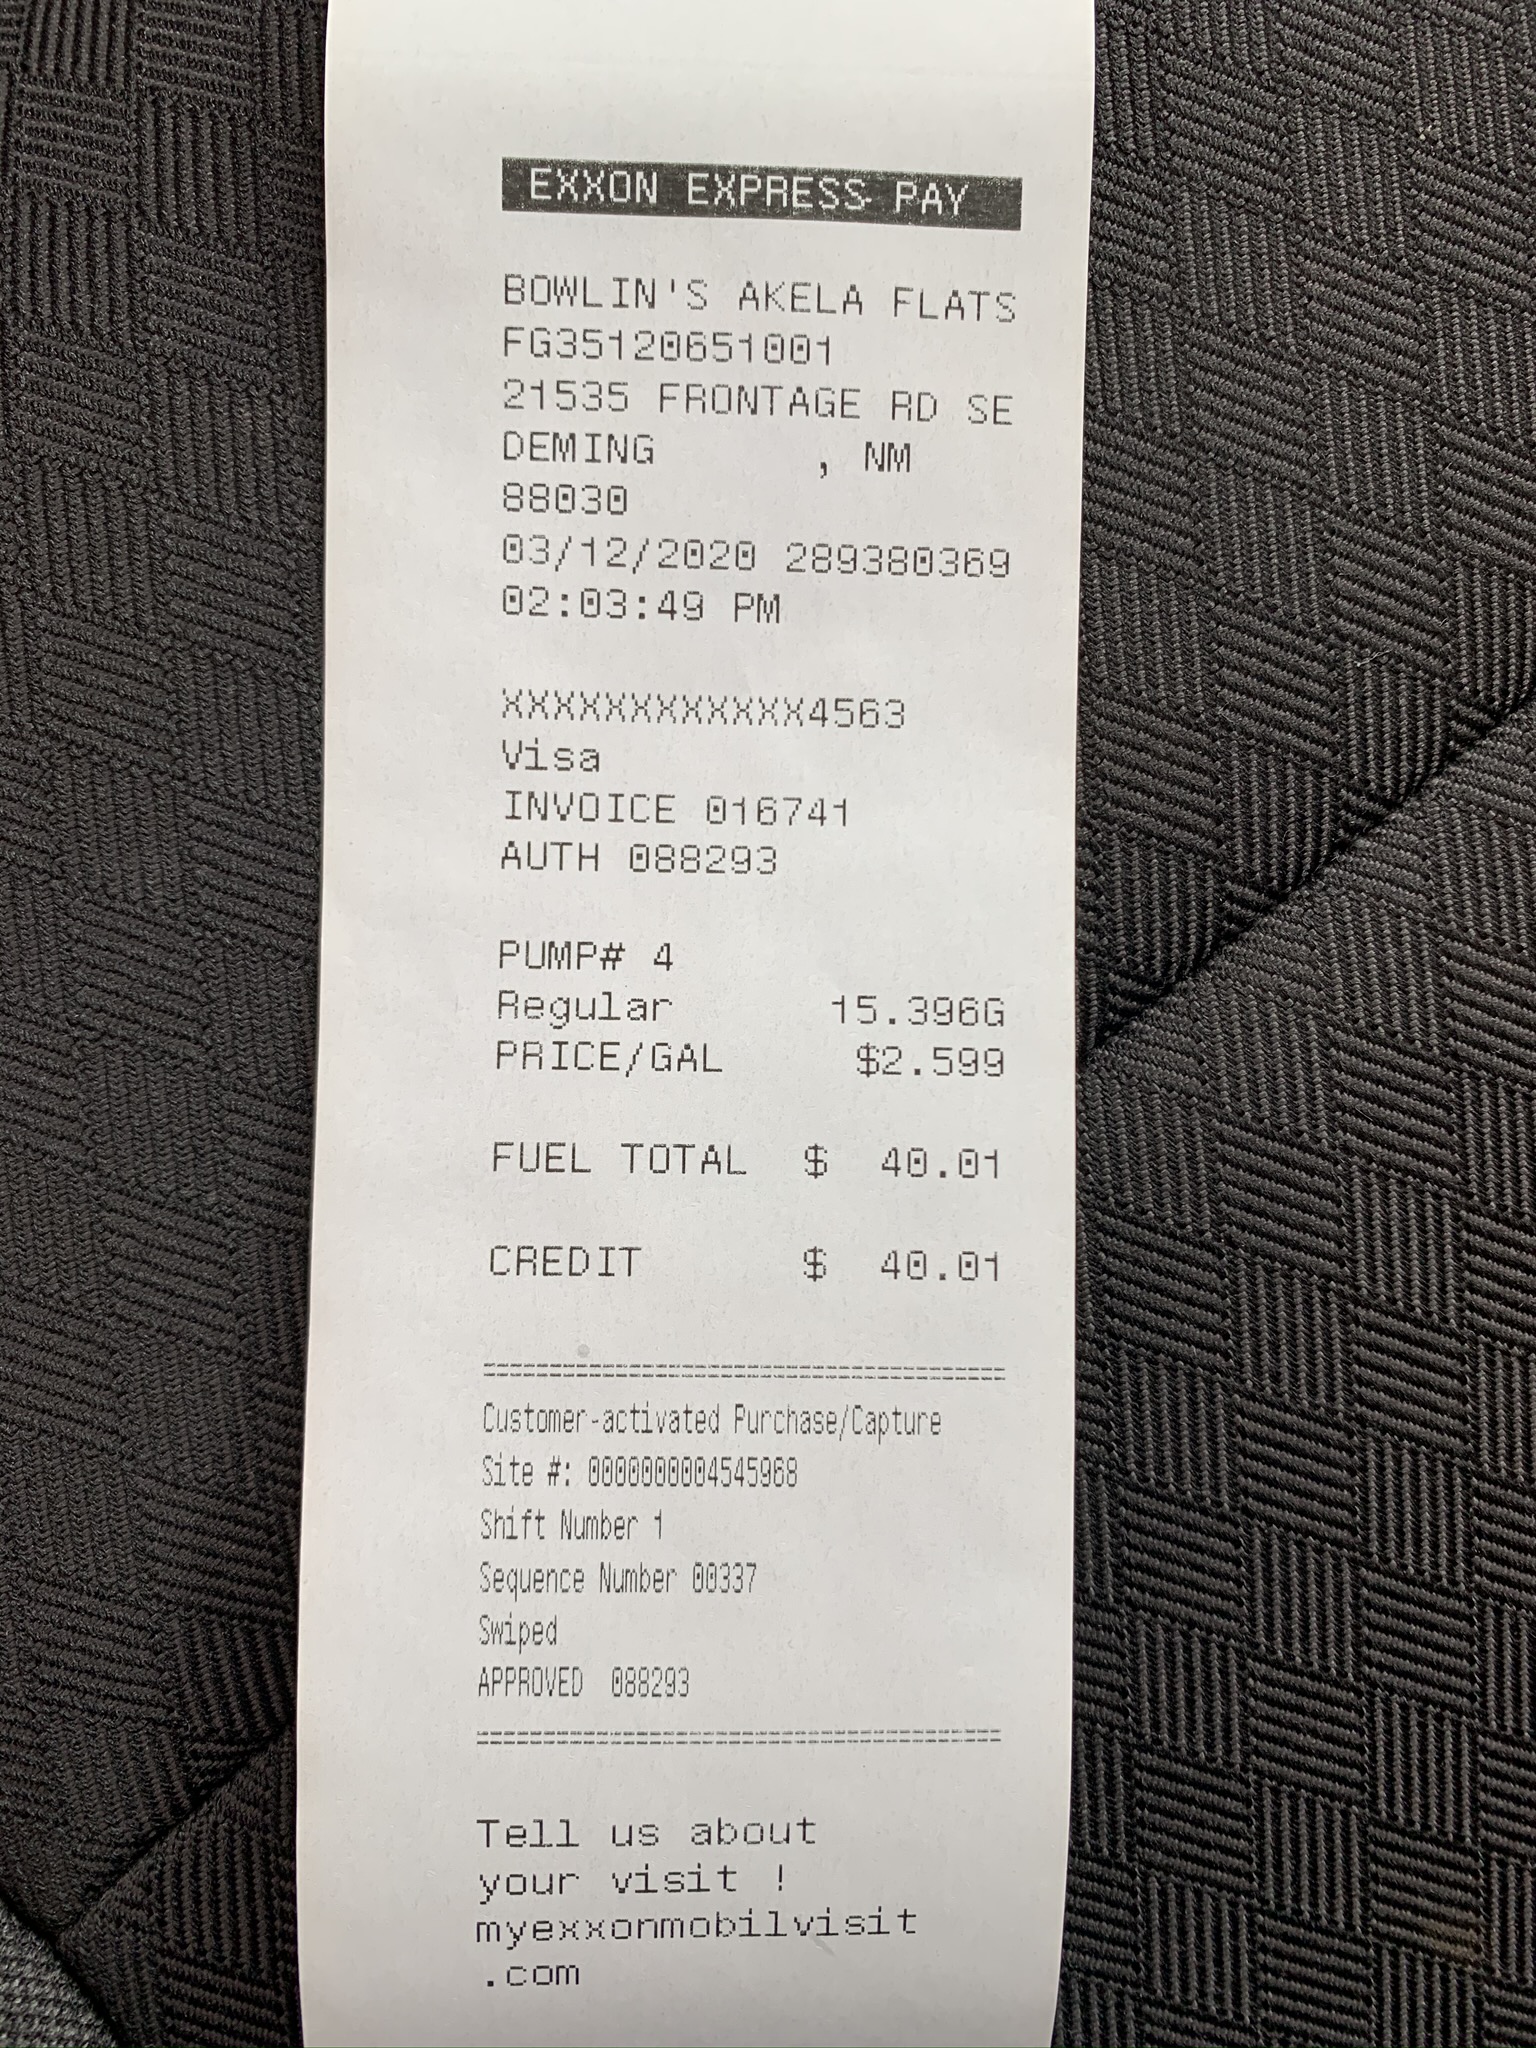 EXXON EXPRESS PAY
BOWLIN'S AKELA FLATS
FG35120651001
21535 FRONTAGE RD SE
DEMING , NM
88030
03/12/2020 289380369
02:03:49 PM
XXXXXXXXXXXX4563
Visa
INVOICE 016741
AUTH 088293
PUMP# 4
Regular 15.396G
PRICE/GAL $2.599
FUEL TOTAL $ 40.01
CREDIT $ 40.01
=======================================
Customer-activated Purchase/Capture
Site #: 0000000004545968
Shift Number 1
Sequence Number 00337
Swiped
APPROVED 088293
=======================================
Tell us about
your visit !
myexxonmobilvisit
.com